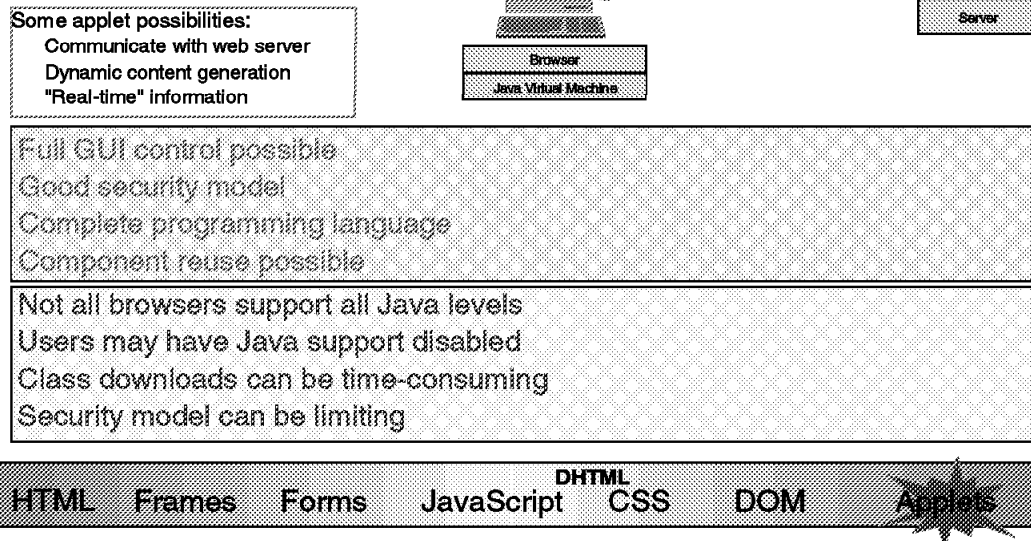 Some applet possibilities:
Communicate with web server
Dynamic content generation
"Real-time" information
Browser
Java Virtual Machine
Server
Full GUI control possible
Good security model
Complete programming language
Component reuse possible
Not all browsers support all Java levels
Users may have Java support disabled
Class downloads can be time-consuming
Security model can be limiting
DHTML
HTML Frames Forms JavaScript CSS DOM Applets